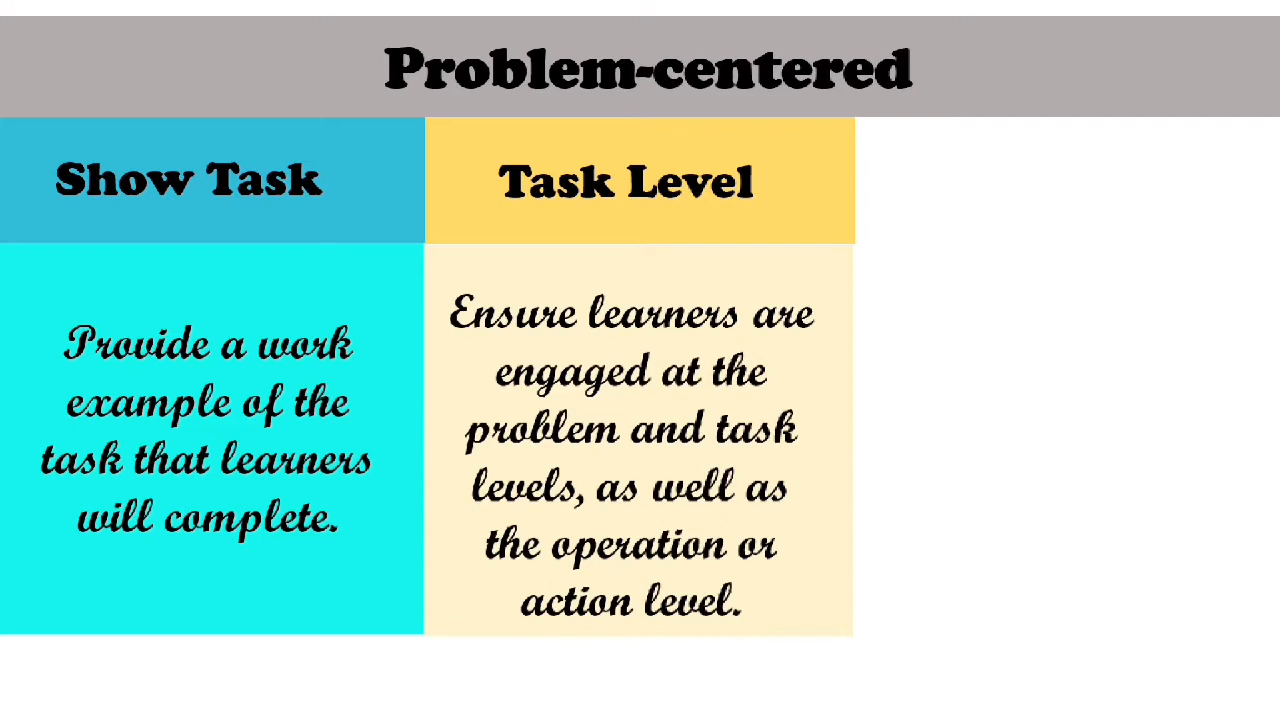 Problem-centered
Show Task
Task Level
Provide a work
example of the
task that learners
will complete.
Ensure learners are
engaged at the
problem and task
levels, as well as
the operation or
action level.